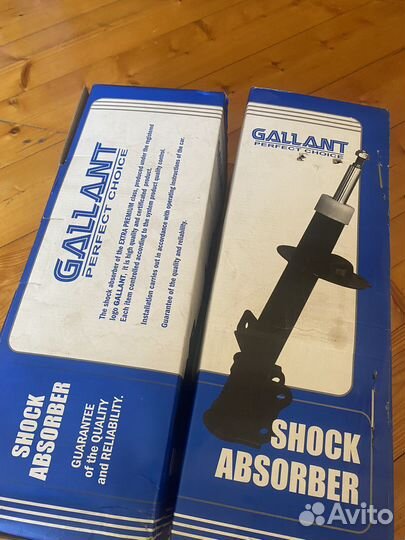 GALLANT
PERFECT CHOICE
The shock absorber of the EXTRA PREMIUM class, produced under the registered
logo GALLANT, it is high quality and certificated product.
Each item controlled according to the system product quality control.
Installation carries out in accordance with operating instructions of the car.
Guarantee of the quality and reliability.
SHOCK
ABSORBER
GUARANTEE
of the QUALITY
and RELIABILITY.
GALLANT
PERFECT CHOICE
SHOCK
ABSORBER
Avito